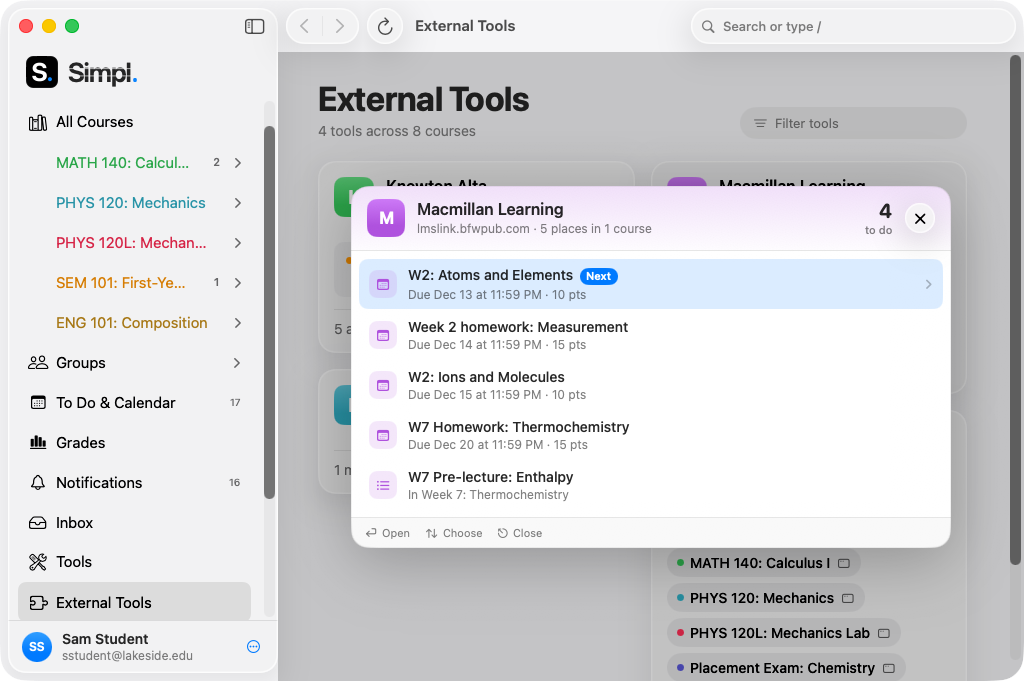 External Tools
Search or type /
S.
Simpl.
All Courses
MATH 140: Calcul... 2
PHYS 120: Mechanics
PHYS 120L: Mechan...
SEM 101: First-Ye... 1
ENG 101: Composition
Groups
To Do & Calendar 17
Grades
Notifications 16
Inbox
Tools
External Tools
SS
Sam Student
sstudent@lakeside.edu
External Tools
4 tools across 8 courses
Filter tools
Macmillan Learning
M
Macmillan Learning
lmslink.bfwpub.com · 5 places in 1 course
4
to do
W2: Atoms and Elements Next
Due Dec 13 at 11:59 PM · 10 pts
Week 2 homework: Measurement
Due Dec 14 at 11:59 PM · 15 pts
W2: Ions and Molecules
Due Dec 15 at 11:59 PM · 10 pts
W7 Homework: Thermochemistry
Due Dec 20 at 11:59 PM · 15 pts
W7 Pre-lecture: Enthalpy
In Week 7: Thermochemistry
Open Choose Close
5
1
MATH 140: Calculus I
PHYS 120: Mechanics
PHYS 120L: Mechanics Lab
Placement Exam: Chemistry